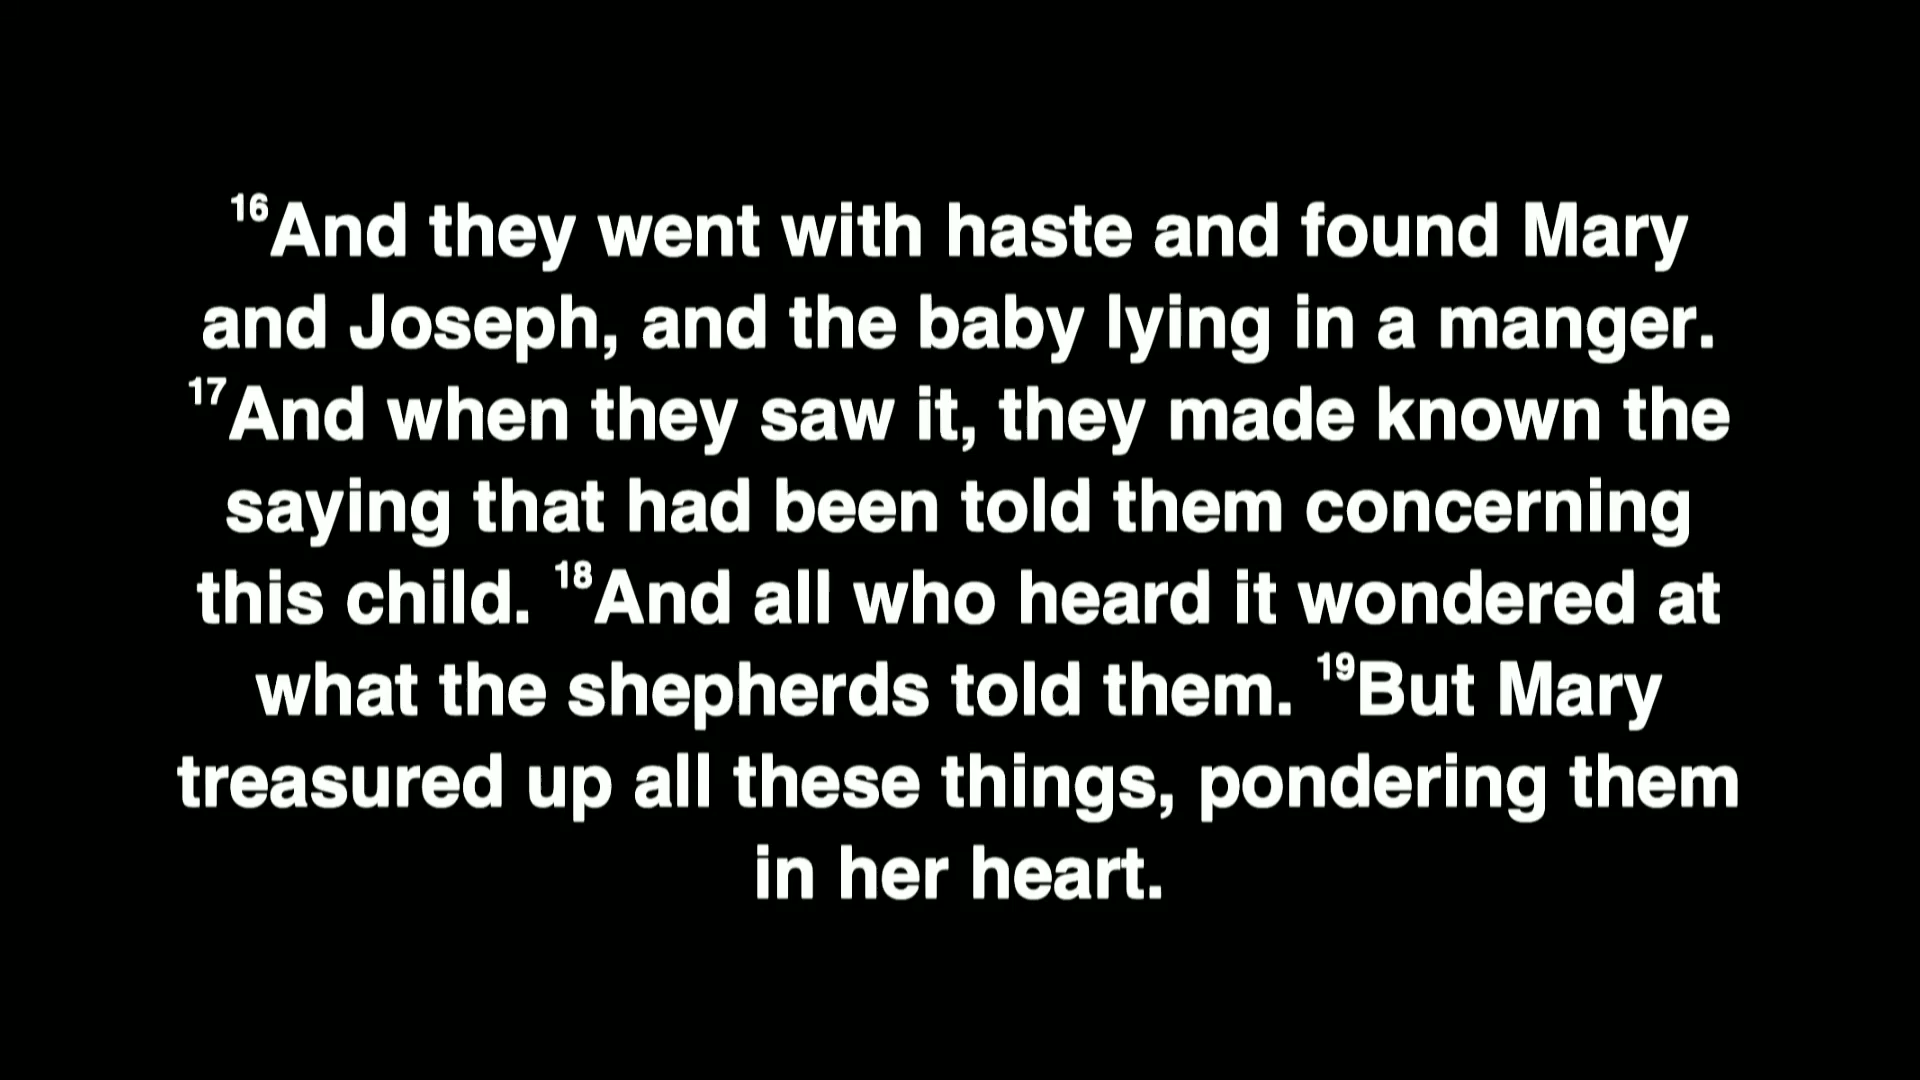 ¹⁶And they went with haste and found Mary
and Joseph, and the baby lying in a manger.
¹⁷And when they saw it, they made known the
saying that had been told them concerning
this child. ¹⁸And all who heard it wondered at
what the shepherds told them. ¹⁹But Mary
treasured up all these things, pondering them
in her heart.